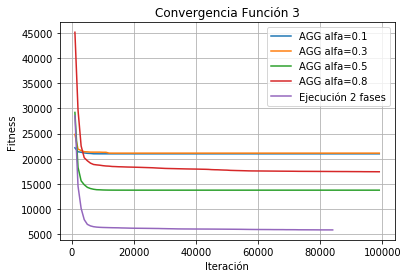 Convergencia Función 3
Fitness
45000
40000
35000
30000
25000
20000
15000
10000
5000
AGG alfa=0.1
AGG alfa=0.3
AGG alfa=0.5
AGG alfa=0.8
Ejecución 2 fases
0
20000
40000
60000
80000
100000
Iteración